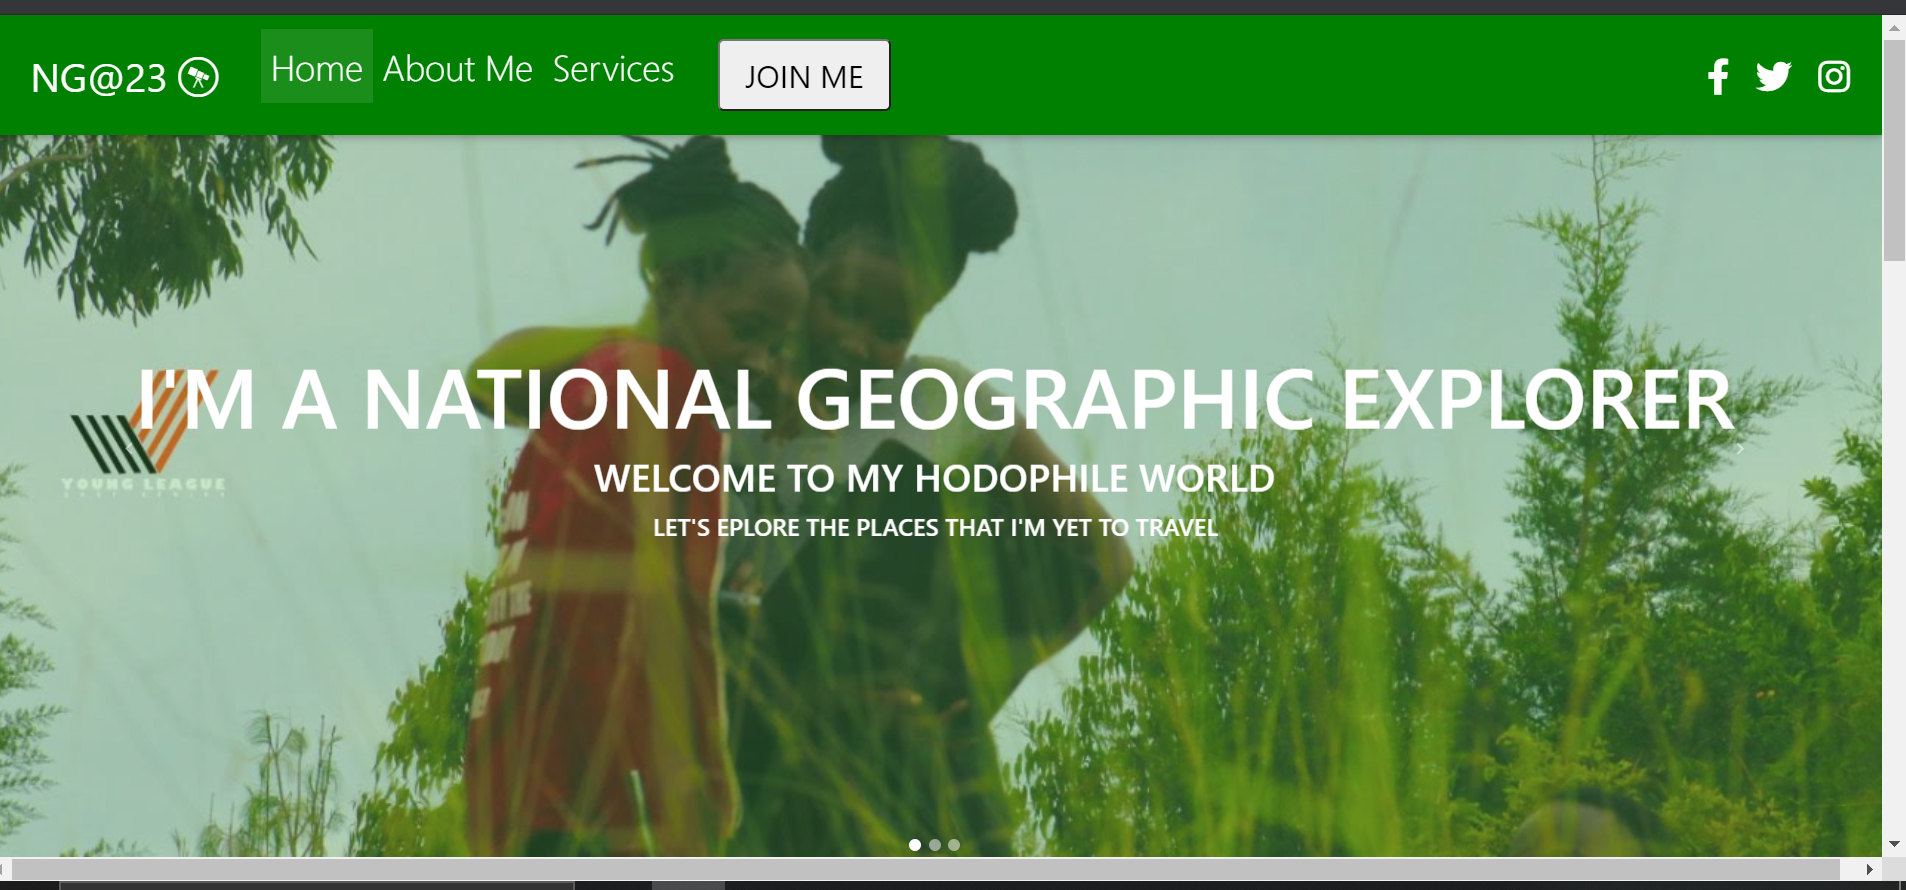 NG@23
Home About Me Services
JOIN ME
I'M A NATIONAL GEOGRAPHIC EXPLORER
YOUNG LEAGUE
WELCOME TO MY HODOPHILE WORLD
LET'S EPLORE THE PLACES THAT I'M YET TO TRAVEL